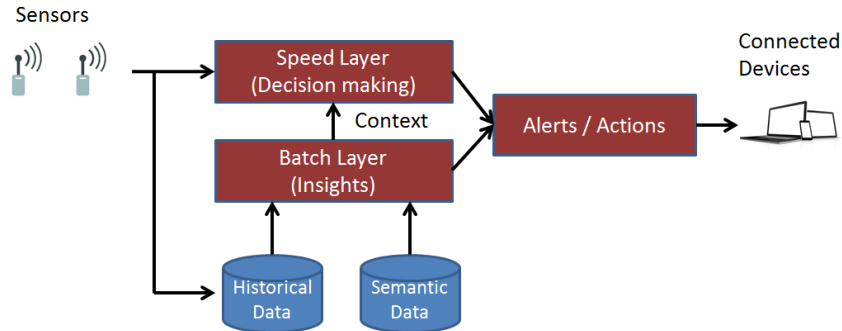 Sensors
Speed Layer
(Decision making)
Connected
Devices
Context
Alerts / Actions
Batch Layer
(Insights)
Historical
Data
Semantic
Data